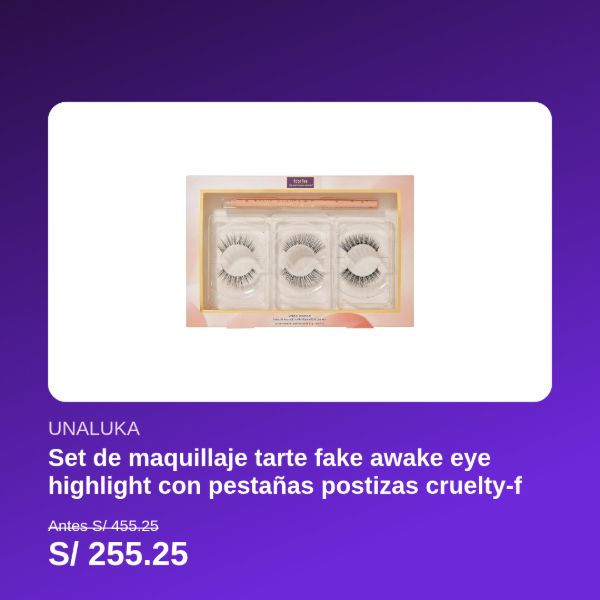 tarte
UNALUKA
Set de maquillaje tarte fake awake eye
highlight con pestañas postizas cruelty-f
Antes S/ 455.25
S/ 255.25